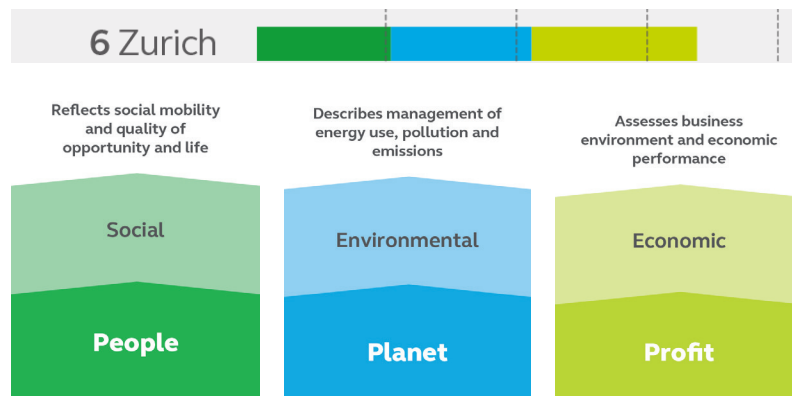 6 Zurich
Reflects social mobility
and quality of
opportunity and life
Describes management of
energy use, pollution and
emissions
Assesses business
environment and economic
performance
Social
Environmental
Economic
People
Planet
Profit